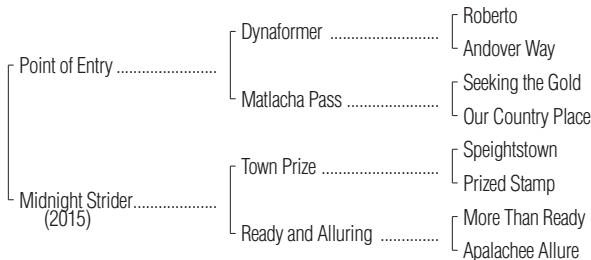 Roberto
Dynaformer ........................
Andover Way
Point of Entry ........................
Seeking the Gold
Matlacha Pass ......................
Our Country Place
Speightstown
Town Prize ............................
Prized Stamp
Midnight Strider....................
(2015)
More Than Ready
Ready and Alluring ..............
Apalachee Allure